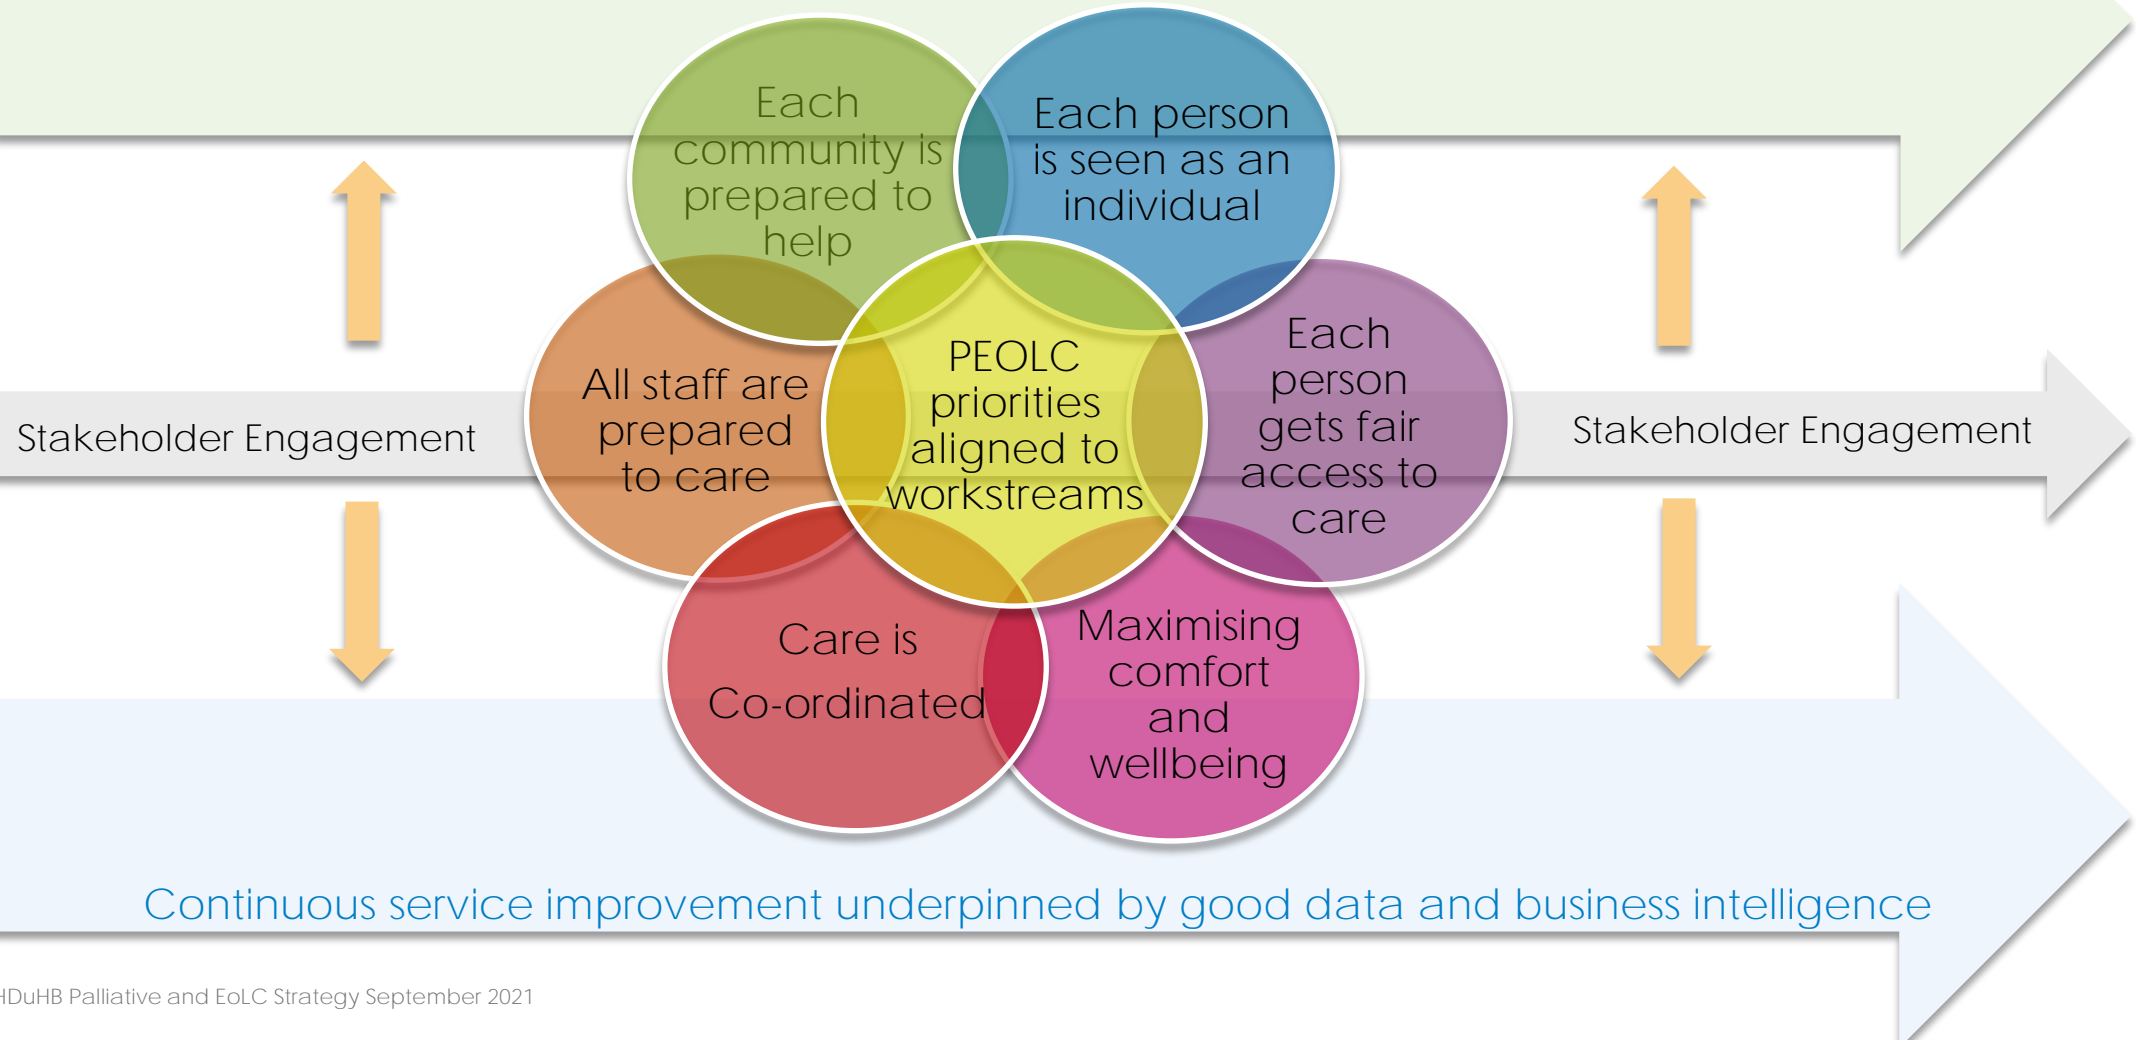 Each
community is
prepared to
help
Each person
is seen as an
individual
Stakeholder Engagement
All staff are
prepared
to care
PEOLC
priorities
aligned to
workstreams
Each
person
gets fair
access to
care
Stakeholder Engagement
Care is
Co-ordinated
Maximising
comfort
and
wellbeing
Continuous service improvement underpinned by good data and business intelligence
HDuHB Palliative and EoLC Strategy September 2021